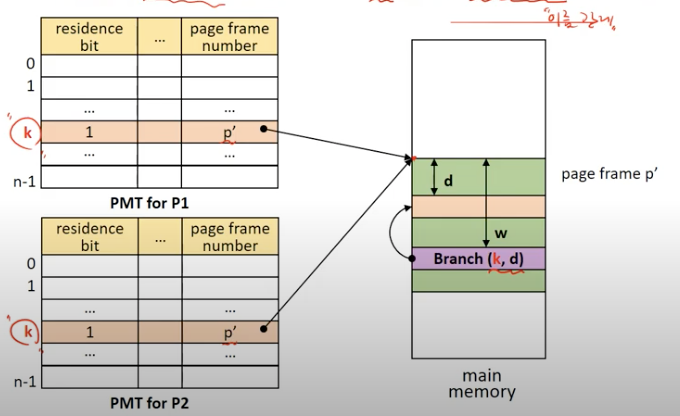 "이름 같게"
residence bit
...
page frame number
0
1
...
...
"k"
1
p′
...
...
n-1
PMT for P1
residence bit
...
page frame number
0
1
...
...
"k"
1
p′
...
...
n-1
PMT for P2
d
page frame p′
w
Branch (k, d)
main memory